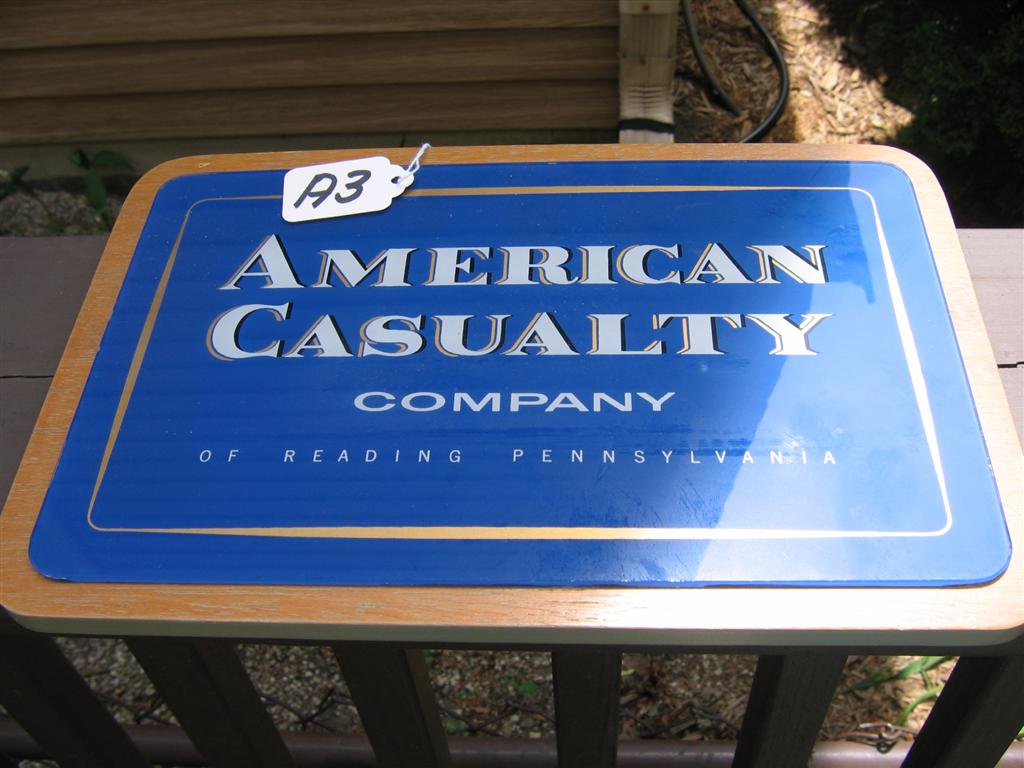 A3
AMERICAN
CASUALTY
COMPANY
OF READING PENNSYLVANIA